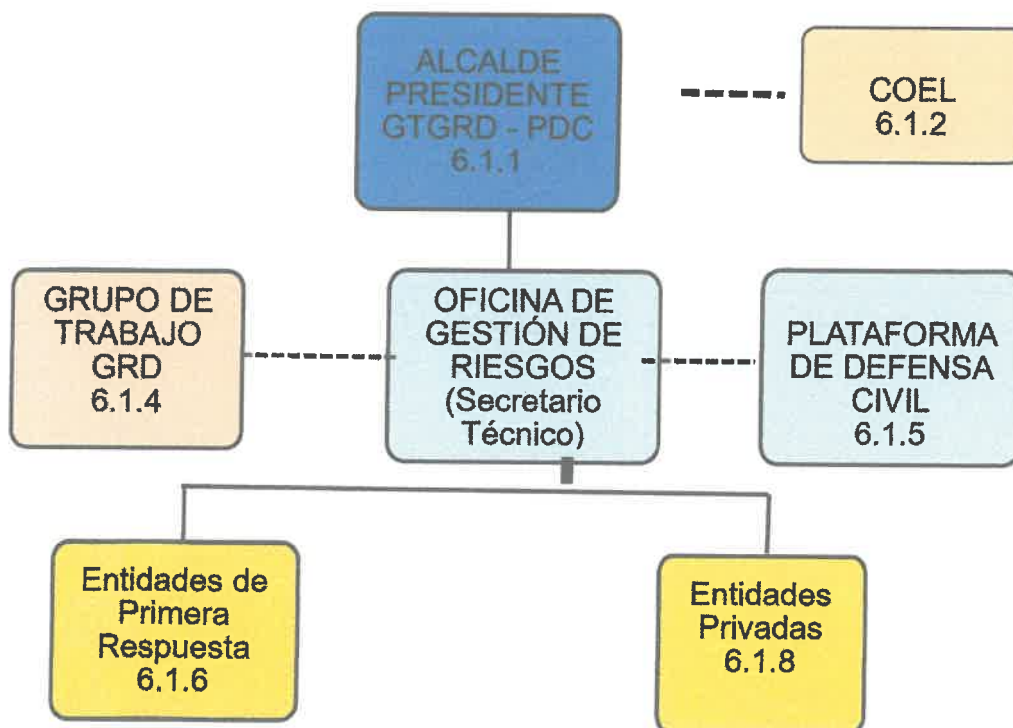 ALCALDE
PRESIDENTE
GTGRD - PDC
6.1.1
COEL
6.1.2
GRUPO DE
TRABAJO
GRD
6.1.4
OFICINA DE
GESTIÓN DE
RIESGOS
(Secretario
Técnico)
PLATAFORMA
DE DEFENSA
CIVIL
6.1.5
Entidades de
Primera
Respuesta
6.1.6
Entidades
Privadas
6.1.8